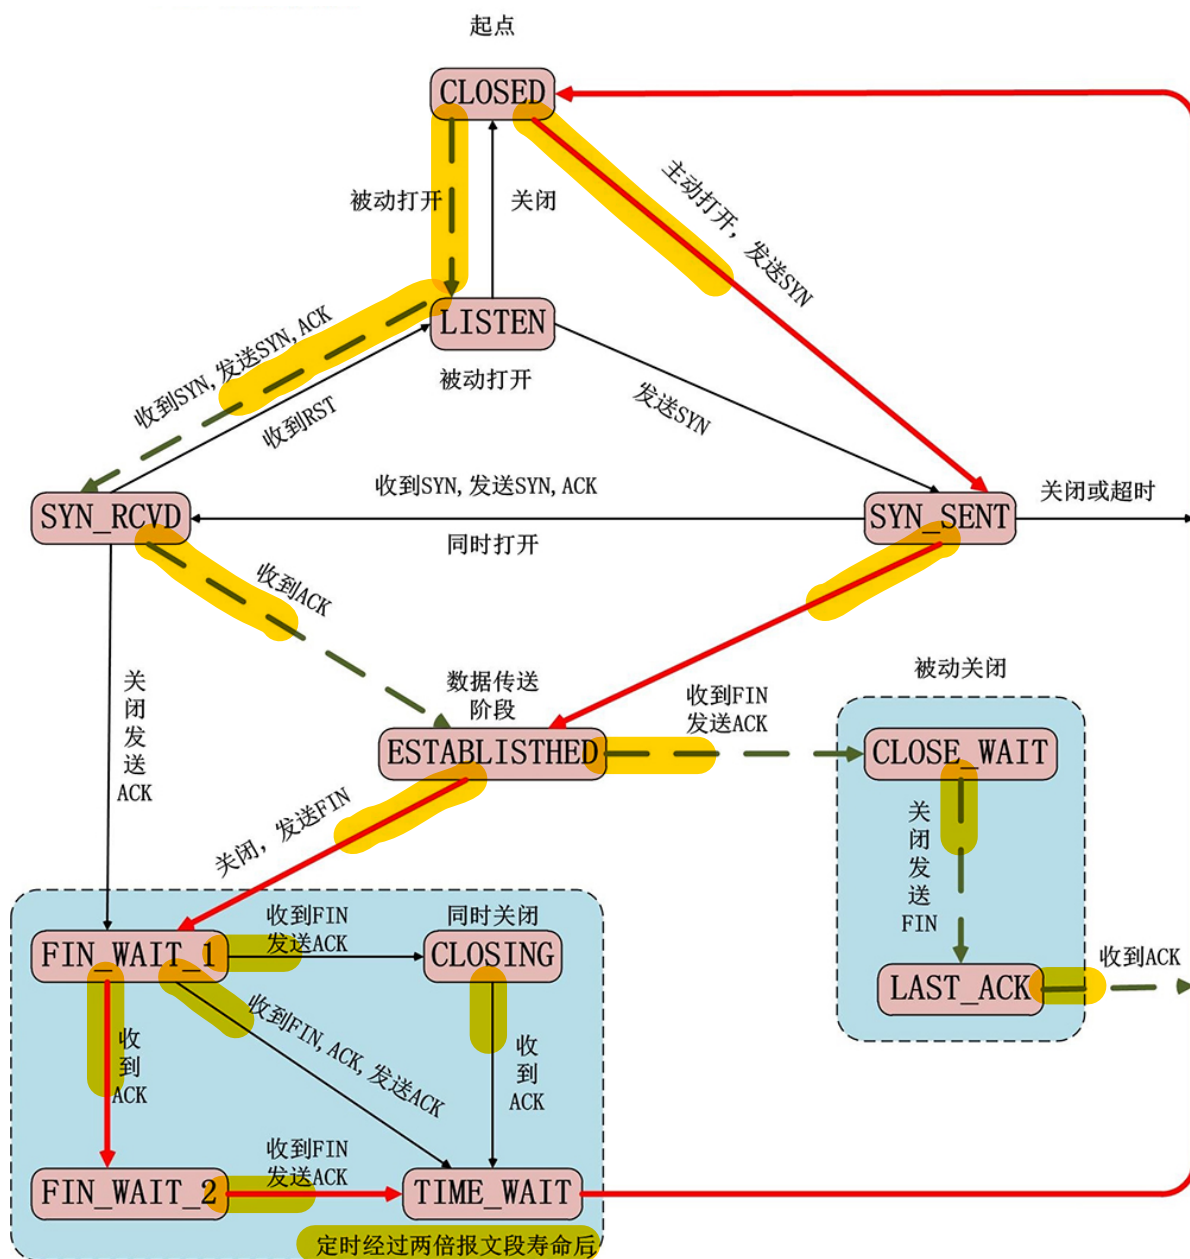 起点
CLOSED
被动打开
关闭
主动打开, 发送SYN
LISTEN
被动打开
收到SYN, 发送SYN, ACK
收到RST
发送SYN
SYN_RCVD
收到SYN, 发送SYN, ACK
同时打开
SYN_SENT
关闭或超时
收到ACK
关
闭
发
送
ACK
数据传送
阶段
ESTABLISTHED
收到FIN
发送ACK
被动关闭
CLOSE_WAIT
关
闭
发
送
FIN
LAST_ACK
收到ACK
关闭, 发送FIN
FIN_WAIT_1
收到FIN
发送ACK
同时关闭
CLOSING
收
到
ACK
收到FIN, ACK, 发送ACK
收
到
ACK
FIN_WAIT_2
收到FIN
发送ACK
TIME_WAIT
定时经过两倍报文段寿命后